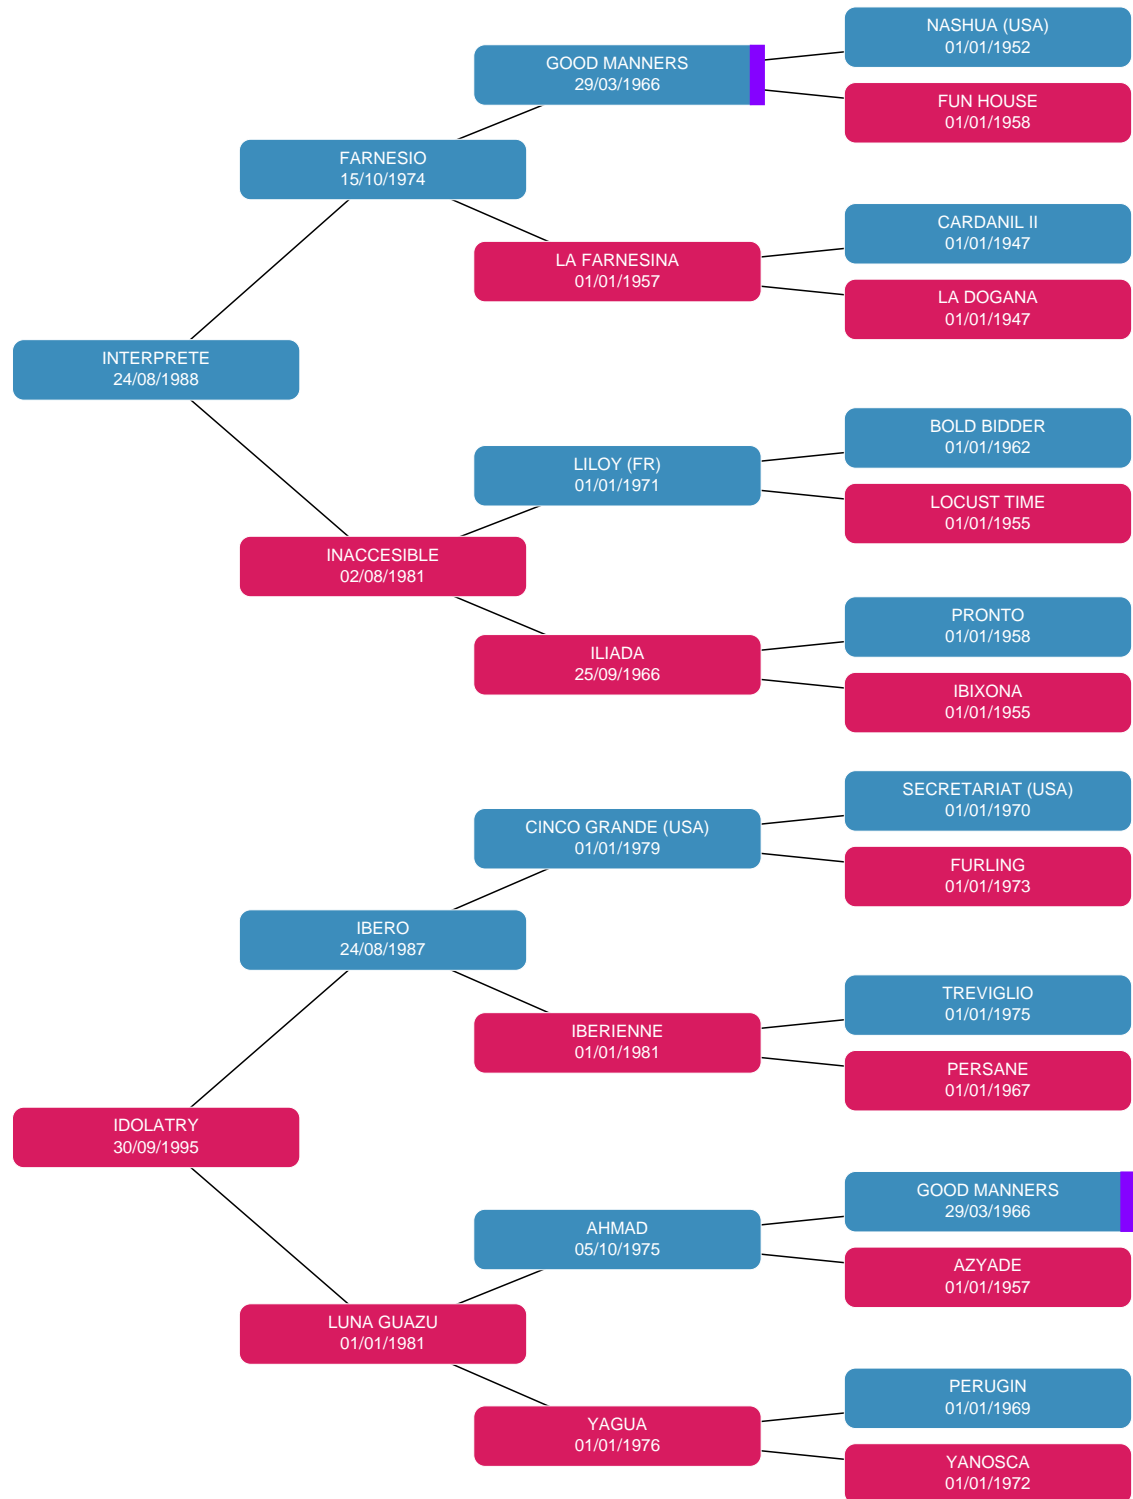 NASHUA (USA)
01/01/1952
GOOD MANNERS
29/03/1966
FUN HOUSE
01/01/1958
FARNESIO
15/10/1974
CARDANIL II
01/01/1947
LA FARNESINA
01/01/1957
LA DOGANA
01/01/1947
INTERPRETE
24/08/1988
BOLD BIDDER
01/01/1962
LILOY (FR)
01/01/1971
LOCUST TIME
01/01/1955
INACCESIBLE
02/08/1981
PRONTO
01/01/1958
ILIADA
25/09/1966
IBIXONA
01/01/1955
SECRETARIAT (USA)
01/01/1970
CINCO GRANDE (USA)
01/01/1979
FURLING
01/01/1973
IBERO
24/08/1987
TREVIGLIO
01/01/1975
IBERIENNE
01/01/1981
PERSANE
01/01/1967
IDOLATRY
30/09/1995
GOOD MANNERS
29/03/1966
AHMAD
05/10/1975
AZYADE
01/01/1957
LUNA GUAZU
01/01/1981
PERUGIN
01/01/1969
YAGUA
01/01/1976
YANOSCA
01/01/1972